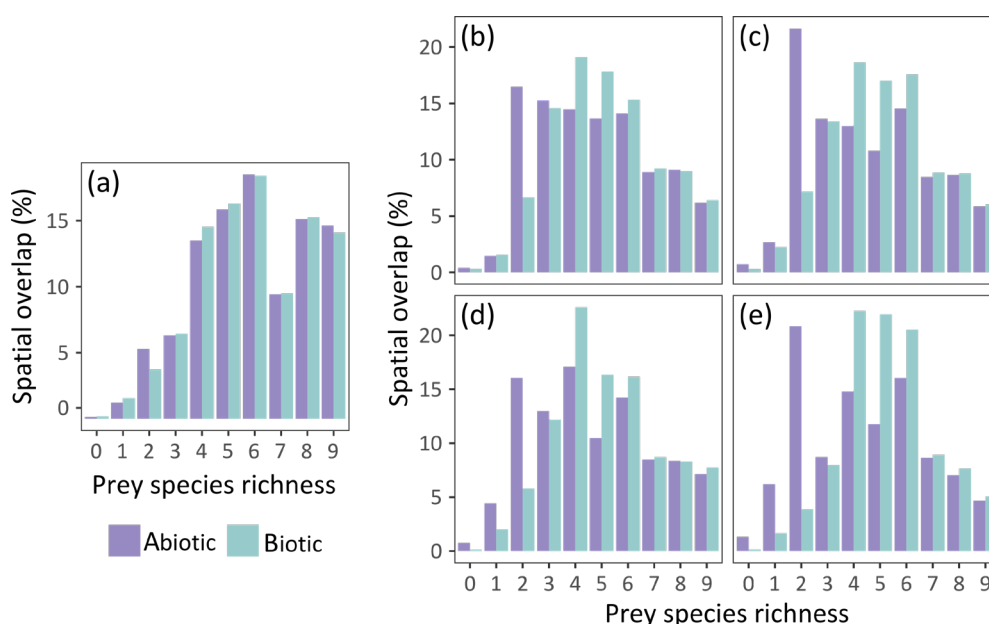 (a)
Spatial overlap (%)
15
10
5
0
0 1 2 3 4 5 6 7 8 9
Prey species richness
Abiotic Biotic
(b)
(c)
Spatial overlap (%)
20
15
10
5
0
(d)
(e)
20
15
10
5
0
0 1 2 3 4 5 6 7 8 9
0 1 2 3 4 5 6 7 8 9
Prey species richness